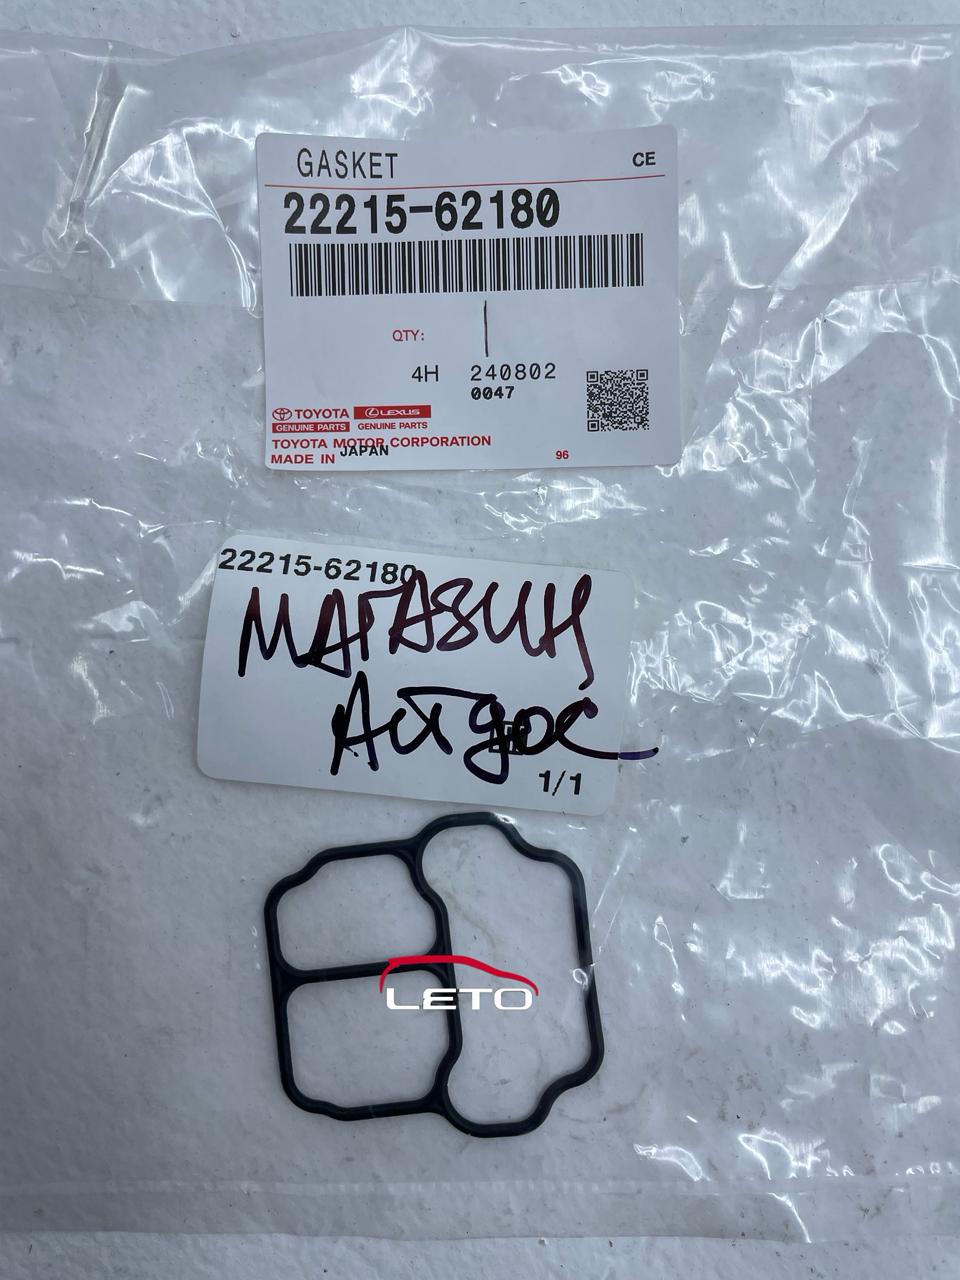 GASKET
CE
22215-62180
QTY:
4H 240802
0047
TOYOTA LEXUS
GENUINE PARTS GENUINE PARTS
TOYOTA MOTOR CORPORATION
MADE IN JAPAN
96
22215-62180
МАГАЗИН
Айдос
1/1
LETO